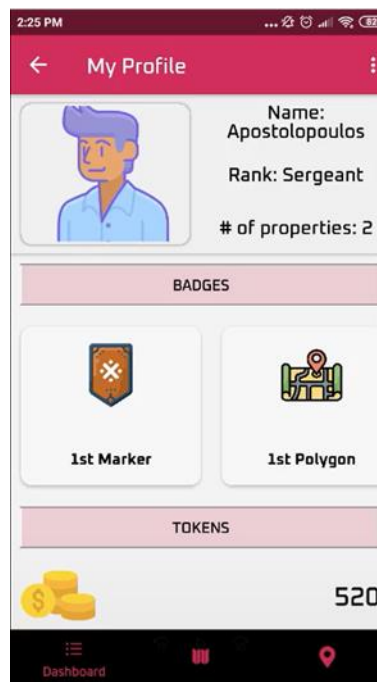 2:25 PM
82
My Profile
Name:
Apostolopoulos
Rank: Sergeant
# of properties: 2
BADGES
1st Marker
1st Polygon
TOKENS
$
520
Dashboard